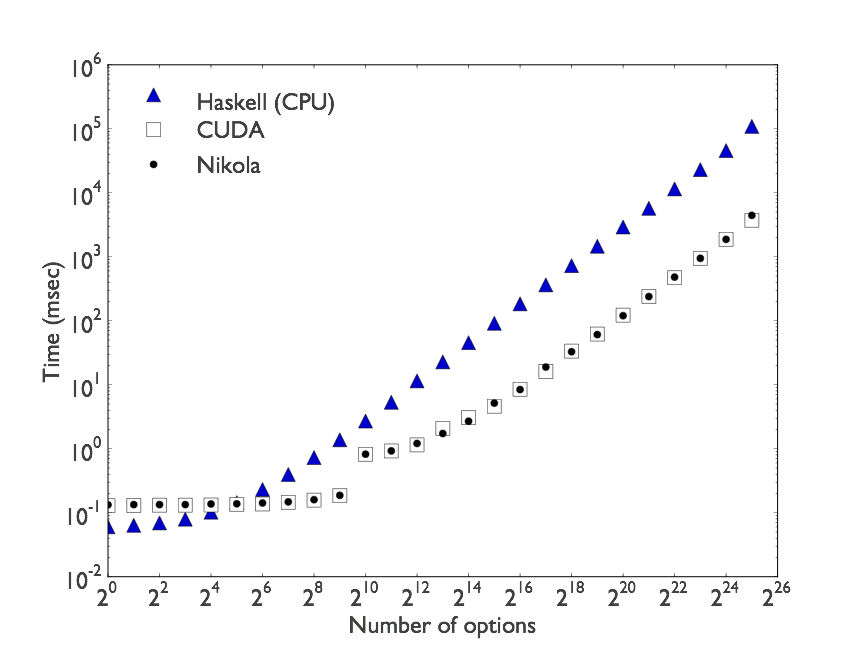 10^6
Haskell (CPU)
CUDA
10^5
Nikola
10^4
10^3
10^2
10^1
10^0
10^-1
10^-2
Time (msec)
2^0 2^2 2^4 2^6 2^8 2^10 2^12 2^14 2^16 2^18 2^20 2^22 2^24 2^26
Number of options